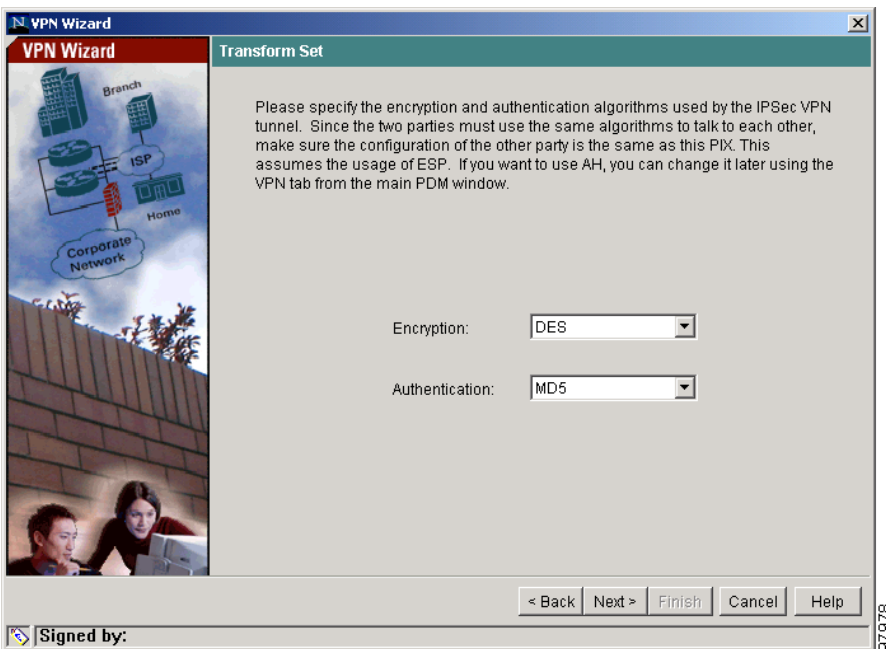 N VPN Wizard
VPN Wizard
Transform Set
Branch
ISP
Home
Corporate
Network
Please specify the encryption and authentication algorithms used by the IPSec VPN
tunnel. Since the two parties must use the same algorithms to talk to each other,
make sure the configuration of the other party is the same as this PIX. This
assumes the usage of ESP. If you want to use AH, you can change it later using the
VPN tab from the main PDM window.
Encryption: DES
Authentication: MD5
< Back Next > Finish Cancel Help
Signed by:
97978